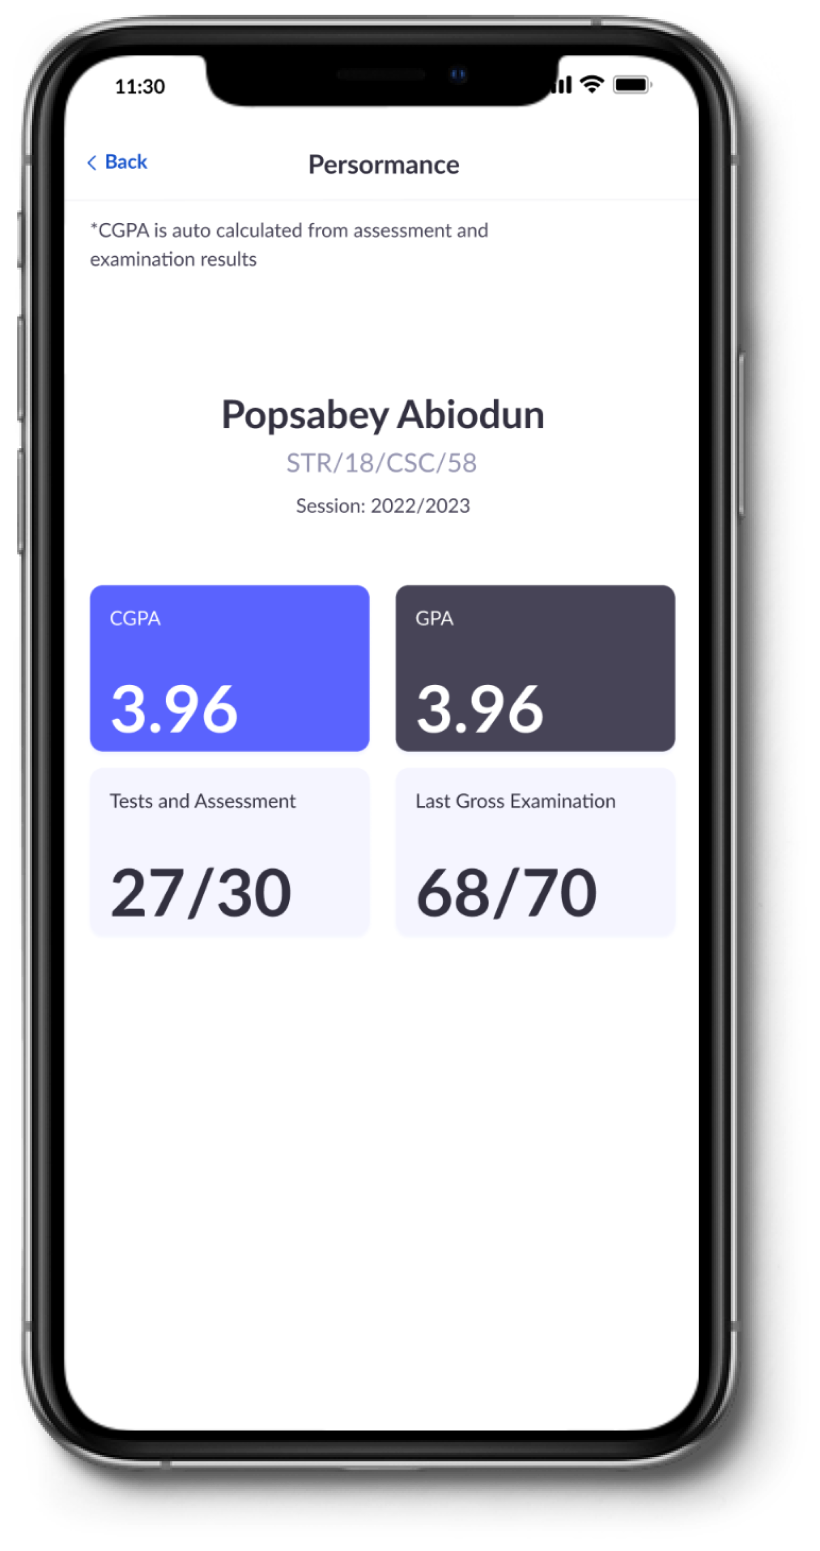 11:30
Back
Persormance
*CGPA is auto calculated from assessment and
examination results
Popsabey Abiodun
STR/18/CSC/58
Session: 2022/2023
CGPA
GPA
3.96
3.96
Tests and Assessment
Last Gross Examination
27/30
68/70